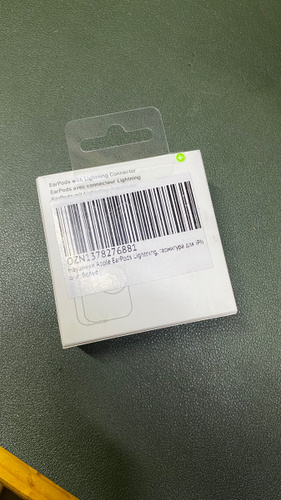 EarPods with Lightning Connector
EarPods avec connecteur Lightning
OZN1378276881
Наушники Apple EarPods Lightning, гарнитура для iPh